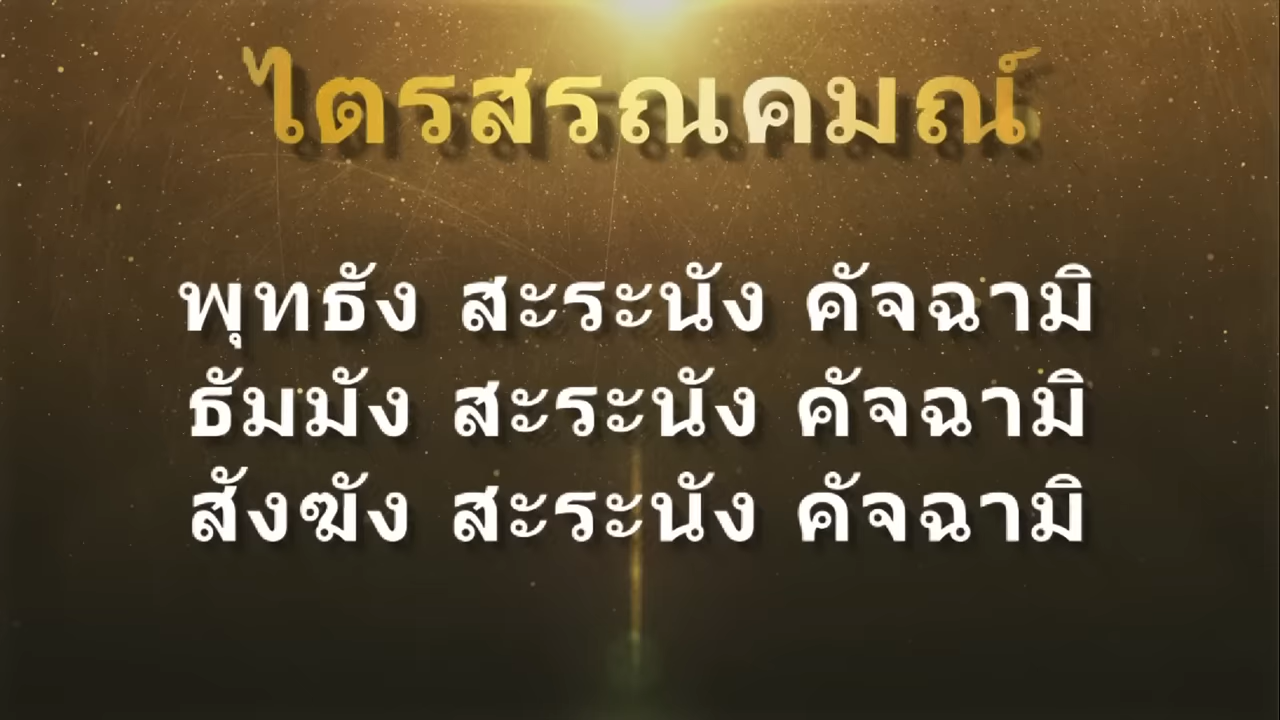 ไตรสรณคมณ์
พุทธัง สะระนัง คัจฉามิ
ธัมมัง สะระนัง คัจฉามิ
สังฆัง สะระนัง คัจฉามิ